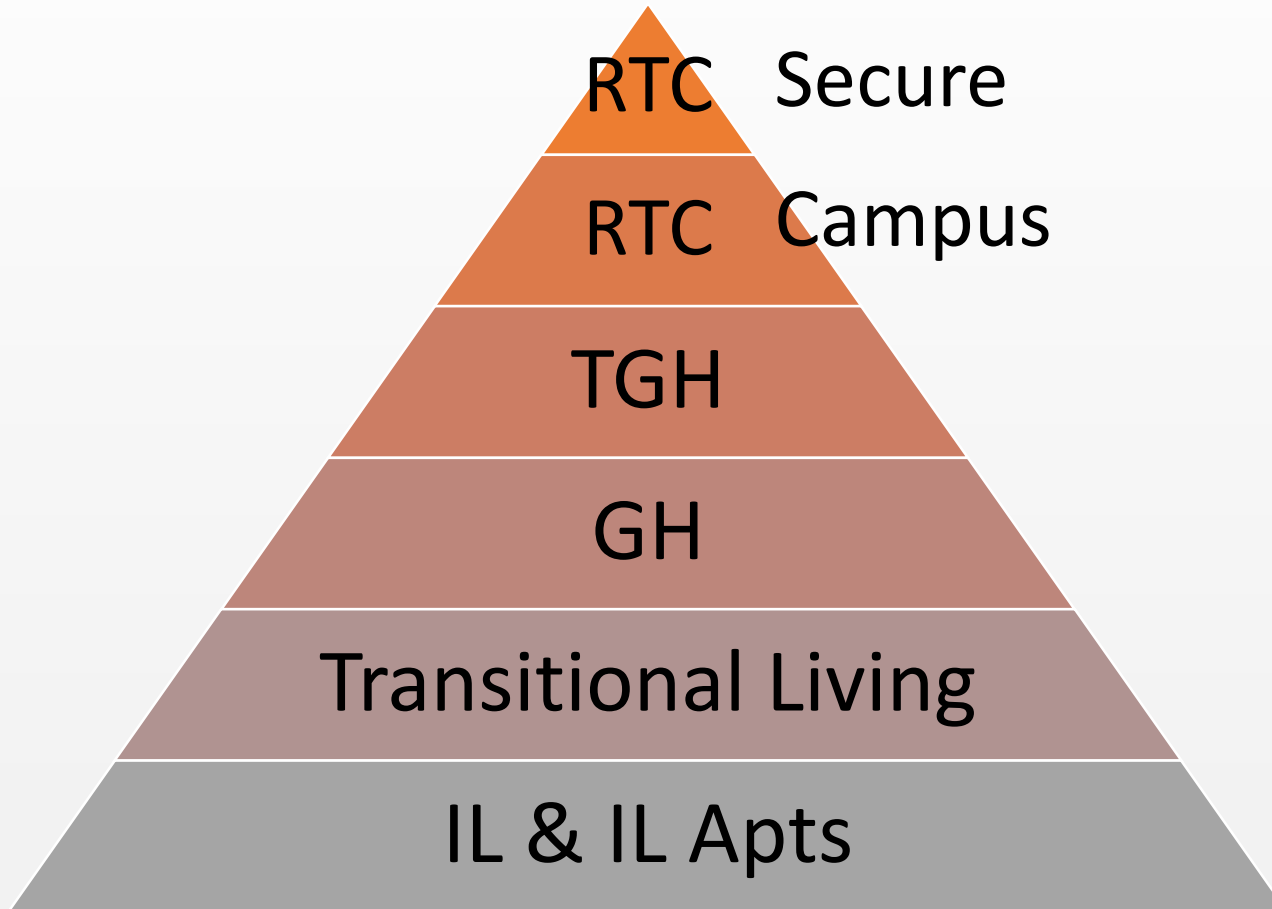 RTC Secure
RTC Campus
TGH
GH
Transitional Living
IL & IL Apts